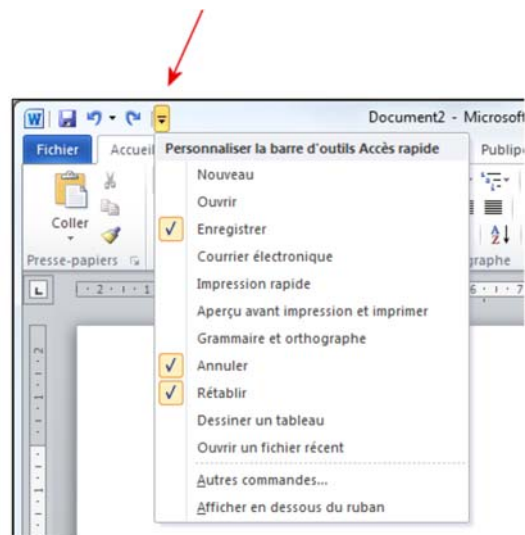 Document2 - Microsoft
Fichier Accueil Publip
Personnaliser la barre d'outils Accès rapide
Nouveau
Ouvrir
Enregistrer
Courrier électronique
Impression rapide
Aperçu avant impression et imprimer
Grammaire et orthographe
Annuler
Rétablir
Dessiner un tableau
Ouvrir un fichier récent
Autres commandes...
Afficher en dessous du ruban
Coller
Presse-papiers
graphe